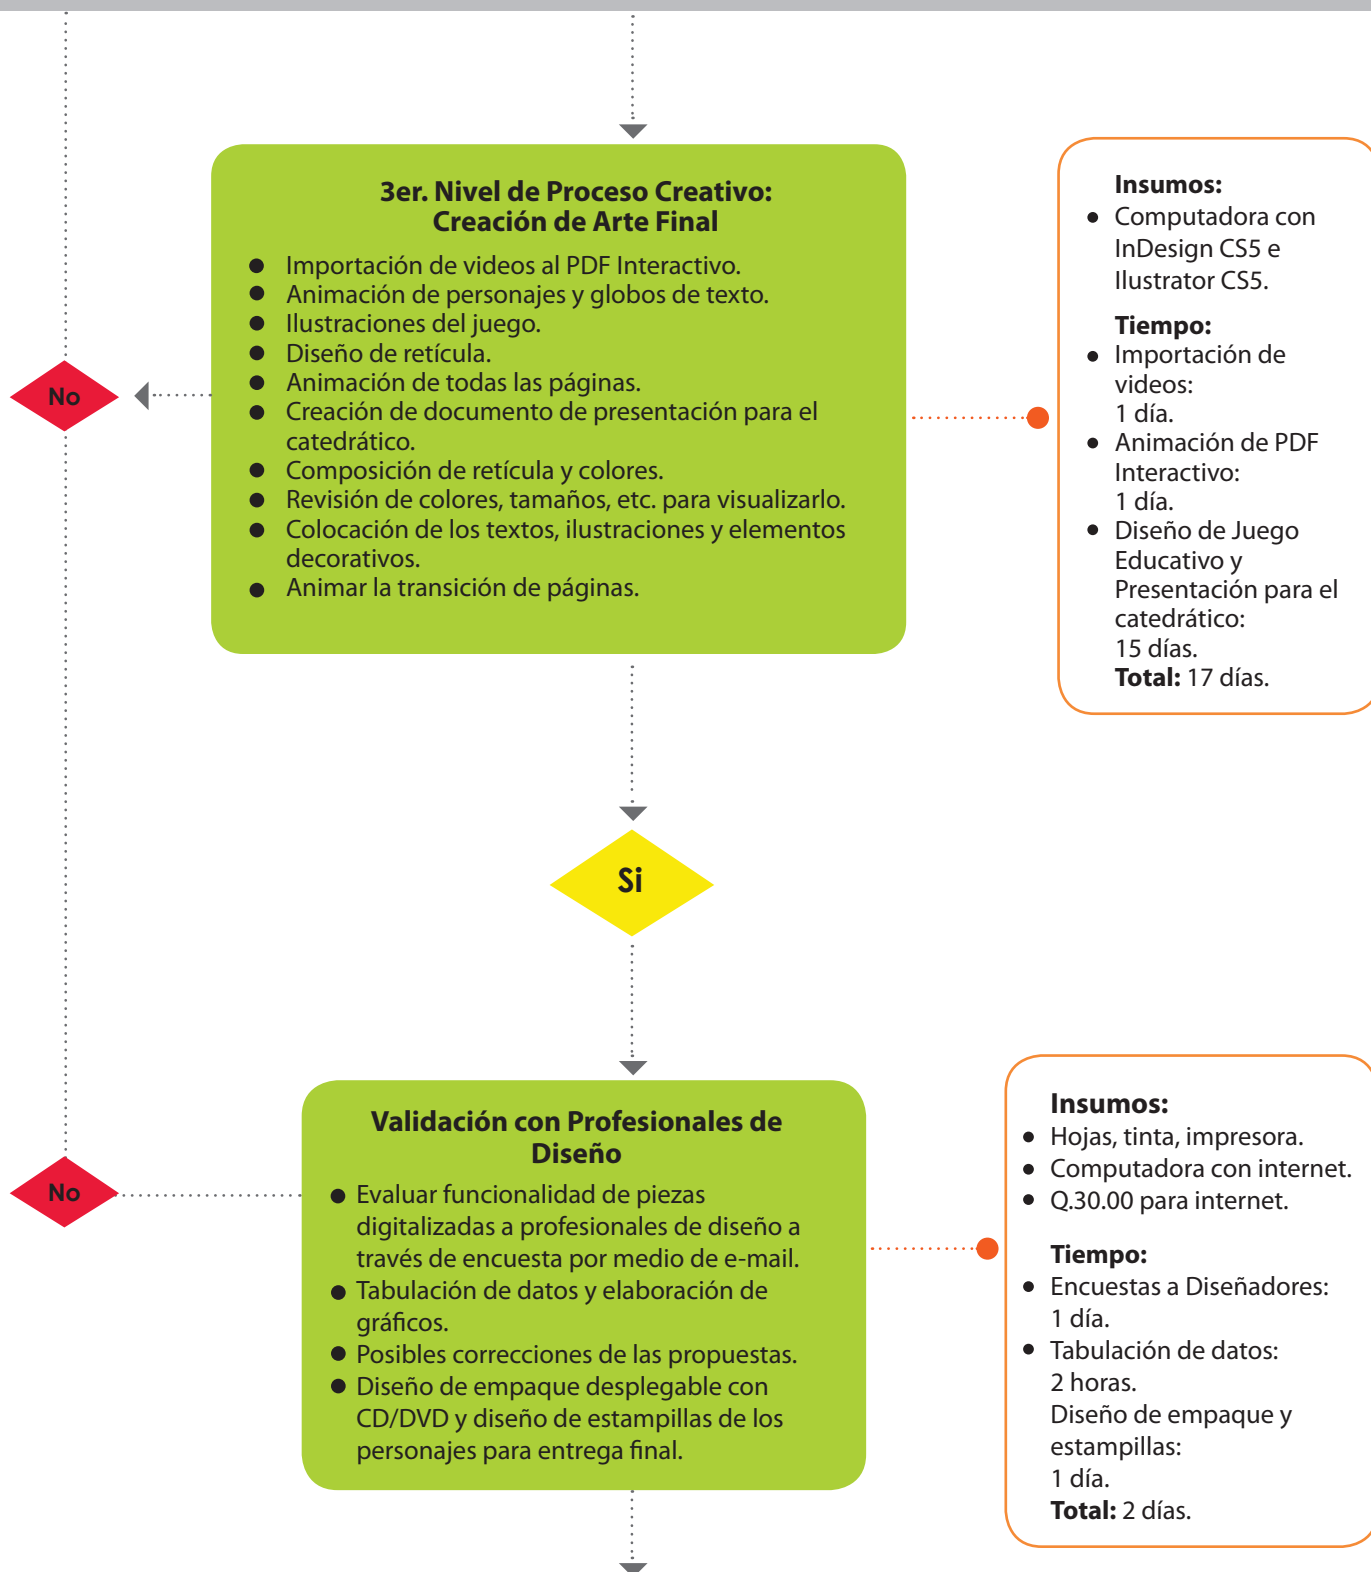 3er. Nivel de Proceso Creativo:
Creación de Arte Final
● Importación de videos al PDF Interactivo.
● Animación de personajes y globos de texto.
● Ilustraciones del juego.
● Diseño de retícula.
● Animación de todas las páginas.
● Creación de documento de presentación para el
catedrático.
● Composición de retícula y colores.
● Revisión de colores, tamaños, etc. para visualizarlo.
● Colocación de los textos, ilustraciones y elementos
decorativos.
● Animar la transición de páginas.
No
Insumos:
● Computadora con
InDesign CS5 e
Ilustrator CS5.
Tiempo:
● Importación de
videos:
1 día.
● Animación de PDF
Interactivo:
1 día.
● Diseño de Juego
Educativo y
Presentación para el
catedrático:
15 días.
Total: 17 días.
Si
Validación con Profesionales de
Diseño
● Evaluar funcionalidad de piezas
digitalizadas a profesionales de diseño a
través de encuesta por medio de e-mail.
● Tabulación de datos y elaboración de
gráficos.
● Posibles correcciones de las propuestas.
● Diseño de empaque desplegable con
CD/DVD y diseño de estampillas de los
personajes para entrega final.
No
Insumos:
● Hojas, tinta, impresora.
● Computadora con internet.
● Q.30.00 para internet.
Tiempo:
● Encuestas a Diseñadores:
1 día.
● Tabulación de datos:
2 horas.
Diseño de empaque y
estampillas:
1 día.
Total: 2 días.